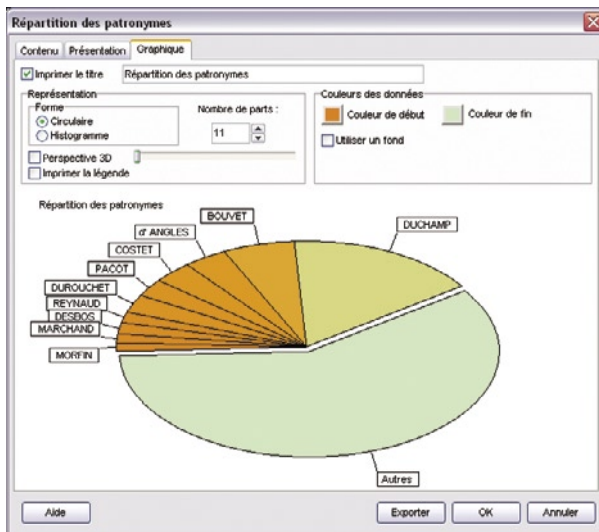 Répartition des patronymes
Contenu Présentation Graphique
Imprimer le titre Répartition des patronymes
Représentation
Forme
Circulaire
Histogramme
Nombre de parts :
11
Perspective 3D
Imprimer la légende
Couleurs des données
Couleur de début Couleur de fin
Utiliser un fond
Répartition des patronymes
BOUVET
DUCHAMP
d' ANGLES
COSTET
PACOT
DUROUCHET
REYNAUD
DESBOS
MARCHAND
MORFIN
Autres
Aide Exporter OK Annuler